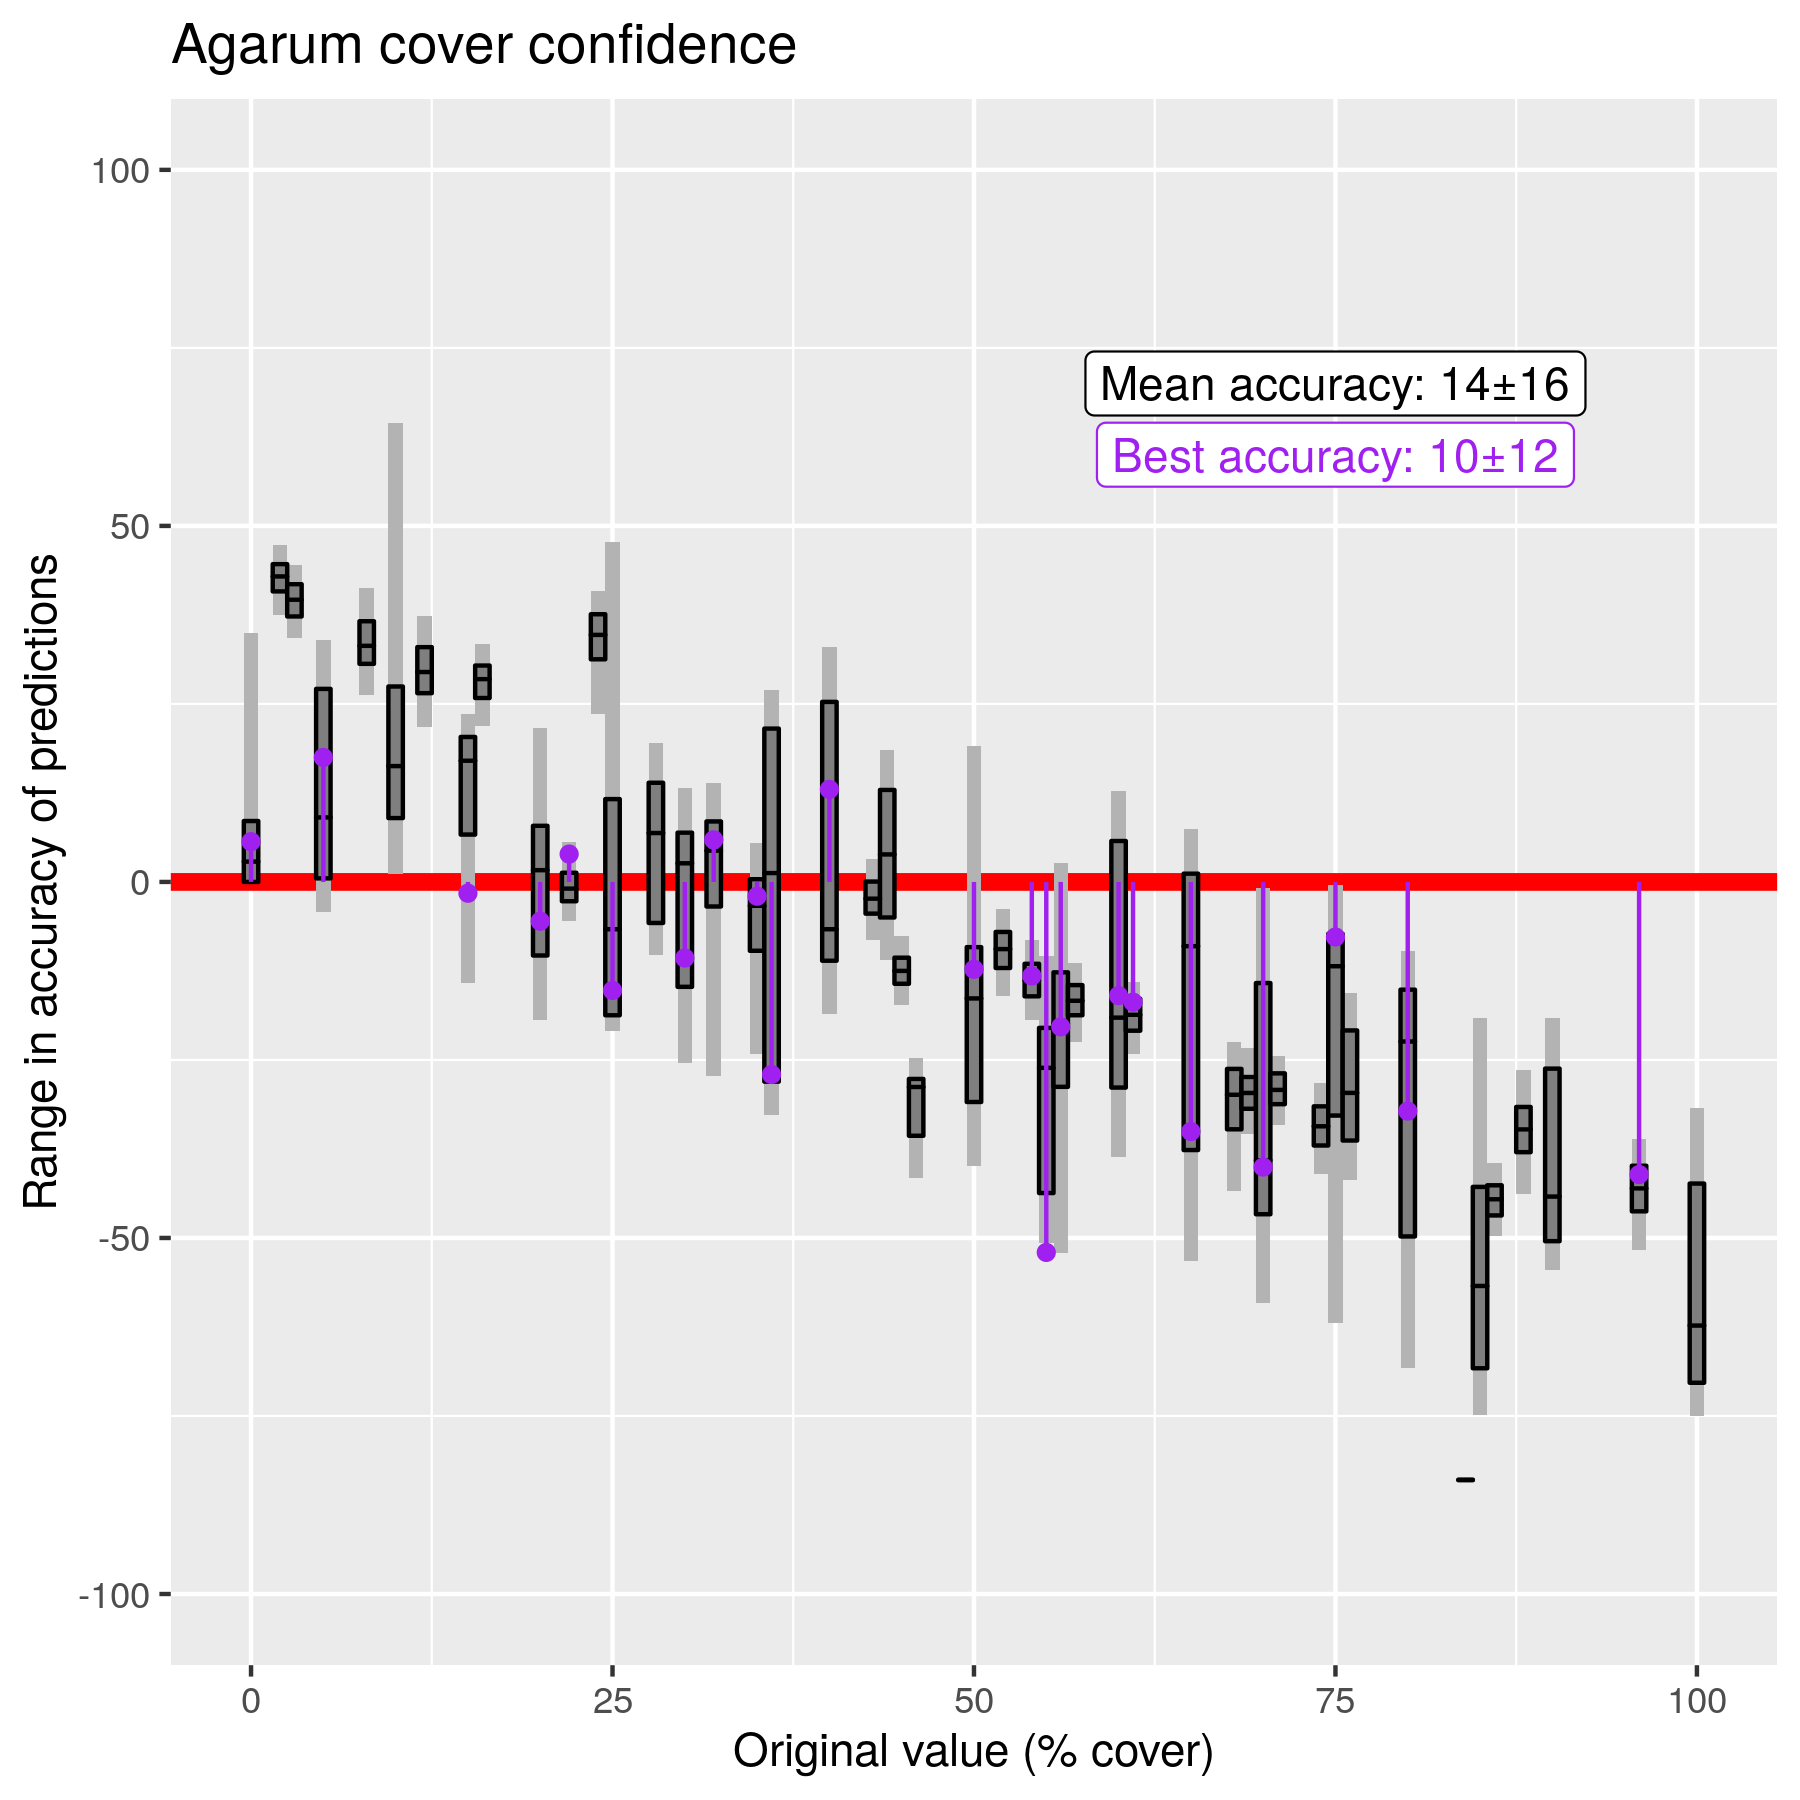 Agarum cover confidence
Range in accuracy of predictions
100
50
0
-50
-100
Mean accuracy: 14±16
Best accuracy: 10±12
0 25 50 75 100
Original value (% cover)